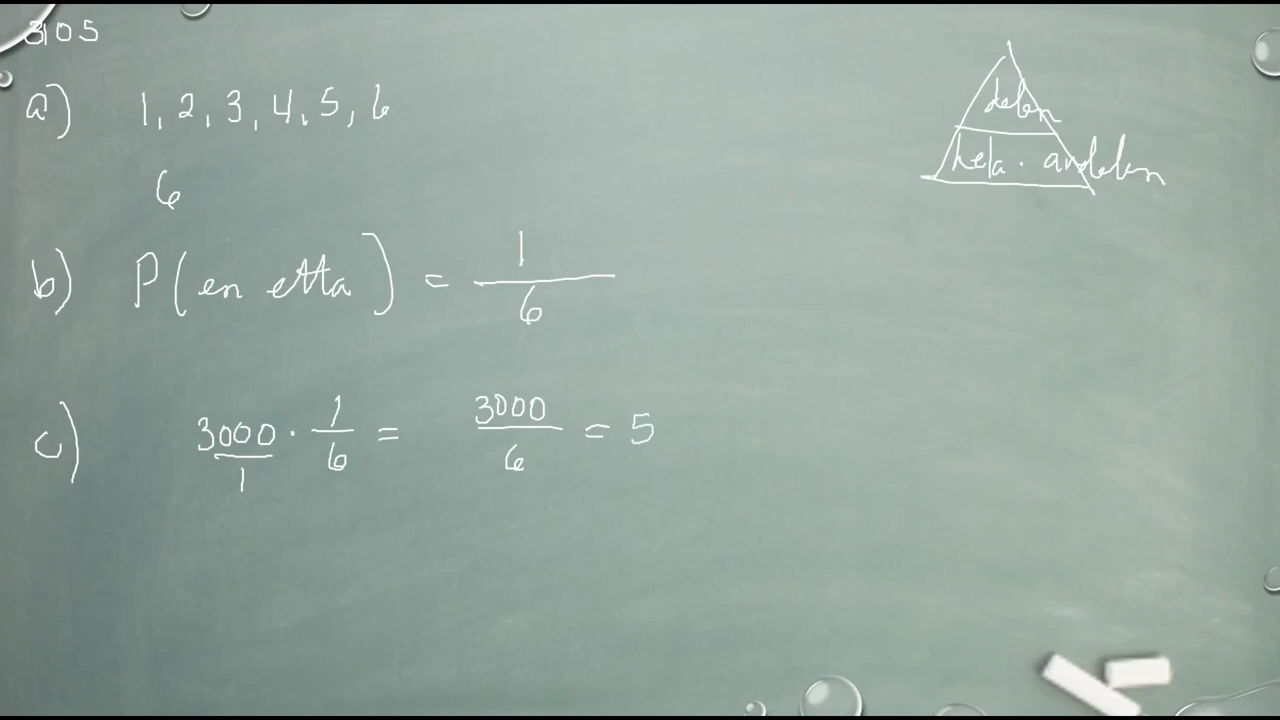 3105
a) 1, 2, 3, 4, 5, 6
6
b) P(en etta) = 1/6
c) 3000/1 · 1/6 = 3000/6 = 5
delen
hela · andelen